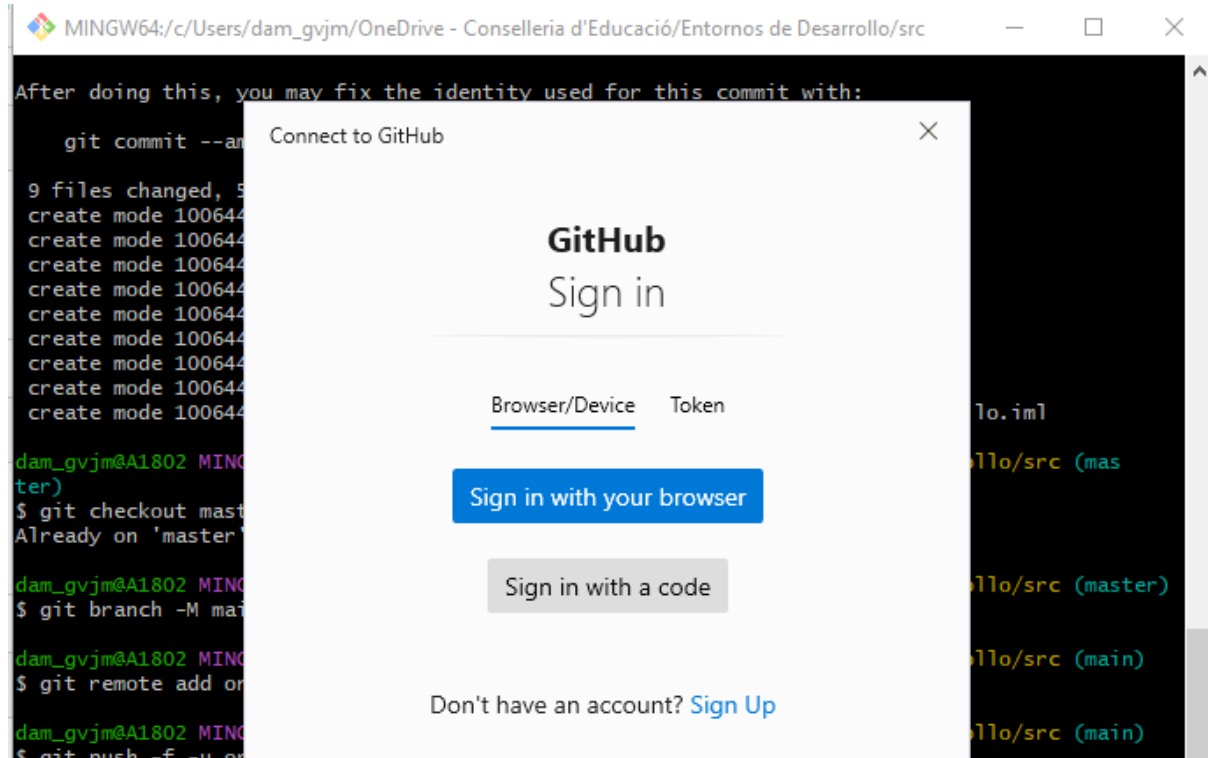 MINGW64:/c/Users/dam_gvjm/OneDrive - Conselleria d'Educació/Entornos de Desarrollo/src
After doing this, you may fix the identity used for this commit with:
git commit
9 files changed,
create mode 100644
create mode 100644
create mode 100644
create mode 100644
create mode 100644
create mode 100644
create mode 100644
create mode 100644
create mode 100644 lo.iml
dam_gvjm@A1802 MING llo/src (mas
ter)
$ git checkout mast
Already on 'master'
dam_gvjm@A1802 MING llo/src (master)
$ git branch -M mai
dam_gvjm@A1802 MING llo/src (main)
$ git remote add or
dam_gvjm@A1802 MING llo/src (main)
$ git push -f -u or
Connect to GitHub
GitHub
Sign in
Browser/Device Token
Sign in with your browser
Sign in with a code
Don't have an account? Sign Up